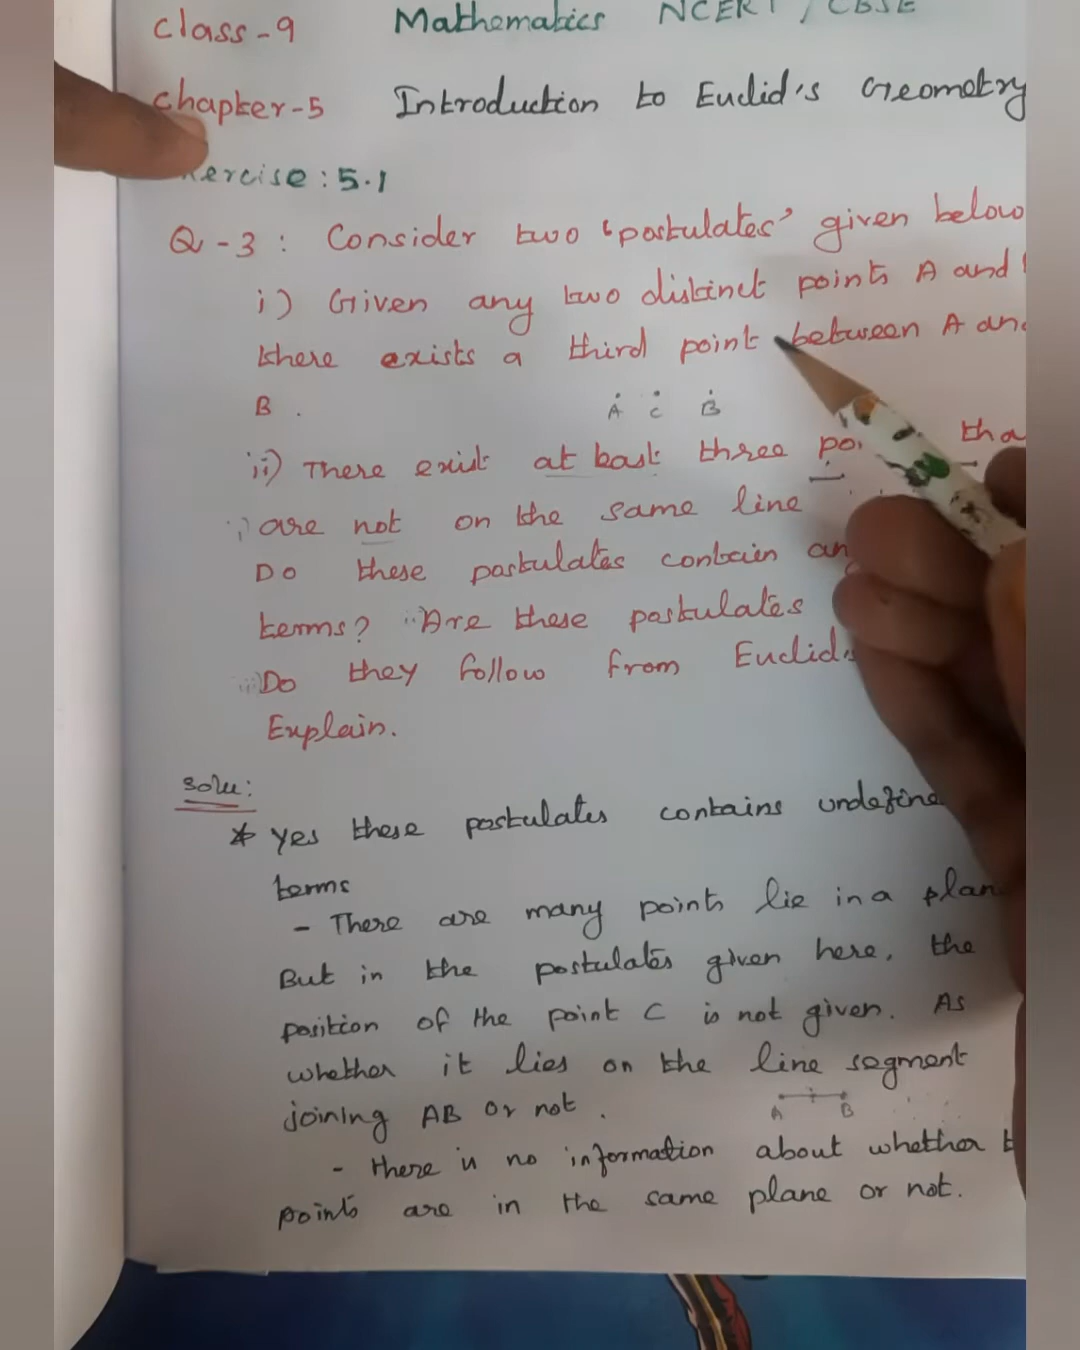 Class-9 Mathematics NCERT / CBSE
Chapter-5 Introduction to Euclid's Geometry
ercise: 5.1
Q-3: Consider two 'postulates' given below
i) Given any two distinct points A and
there exists a third point between A and
B.
A C B
ii) There exist at least three po tha
i) are not on the same line
Do these postulates contain an
terms? ii Are these postulates
iii Do they follow from Euclid's
Explain.
Solu:
* Yes these postulates contains undefine
terms
- There are many points lie in a plan
But in the postulates given here, the
position of the point C is not given. As
whether it lies on the line segment
joining AB or not.
A B
- there is no information about whether t
points are in the same plane or not.